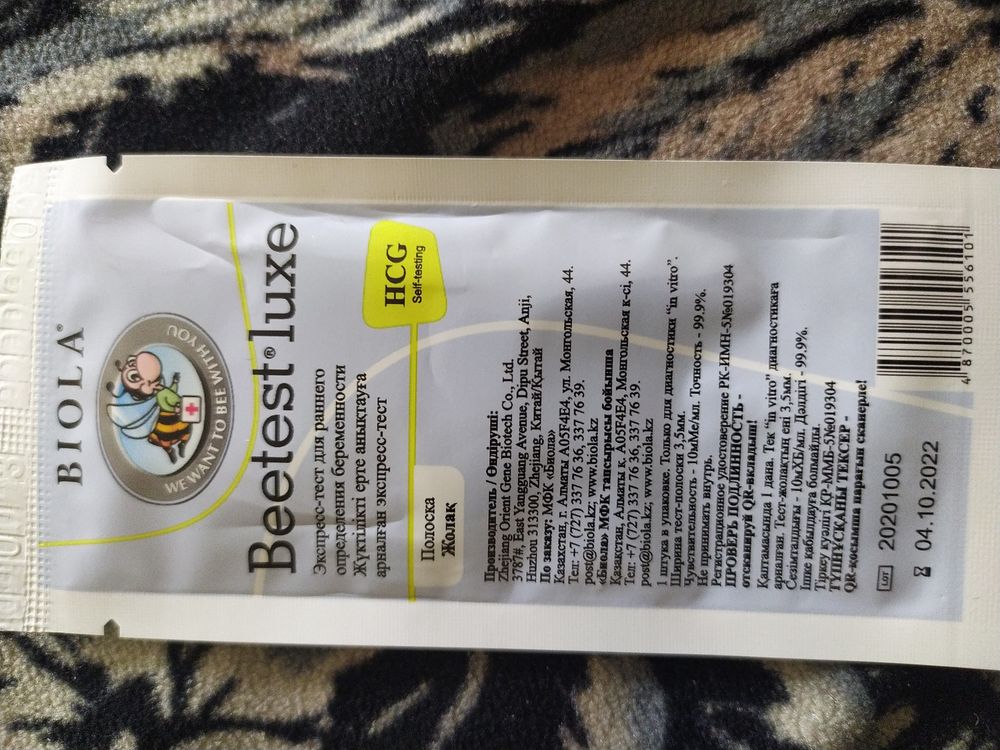 BIOLA®
WE WANT TO BEE WITH YOU
Beetest® luxe
Экспресс-тест для раннего
определения беременности
Жүктілікті ерте анықтауға
арналған экспресс-тест
HCG
Self-testing
Полоска
Жолақ
Производитель / Өндіруші:
Zhejiang Orient Gene Biotech Co., Ltd.
3787#, East Yangguang Avenue, Dipu Street, Anji,
Huzhou 313300, Zhejiang, Китай/Қытай
По заказу: МФК «Биола»
Казахстан, г. Алматы A05F4E4, ул. Монгольская, 44.
Тел: +7 (727) 337 76 36, 337 76 39.
post@biola.kz; www.biola.kz
«Биола» МФК тапсырысы бойынша
Қазақстан, Алматы к. A05F4E4, Монгольская к-сі, 44.
Тел: +7 (727) 337 76 36, 337 76 39.
post@biola.kz; www.biola.kz
1 штука в упаковке. Только для диагностики “in vitro”.
Ширина тест-полоски 3,5мм.
Чувствительность - 10мМе/мл. Точность - 99,9%.
Не принимать внутрь.
Регистрационное удостоверение РК-ИМН-5№019304
ПРОВЕРЬ ПОДЛИННОСТЬ -
отсканируй QR-вкладыш!
Қаптамасында 1 дана. Тек “in vitro” диагностикаға
арналған. Тест-жолақтың ені 3,5мм.
Сезімталдығы - 10мХБ/мл. Дәлдігі - 99.9%.
Ішке қабылдауға болмайды.
Тіркеу куәлігі ҚР-ММБ-5№019304
ТҮПНҰСҚАНЫ ТЕКСЕР -
QR-қосымша парағын сканерле!
LOT 20201005
04.10.2022
4 870005 556101